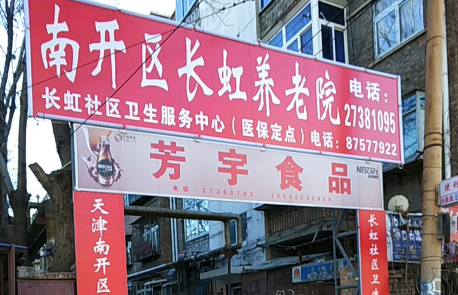 南开区长虹养老院
电话：
27381095
长虹社区卫生服务中心（医保定点）电话：87577922
芳宇食品
NESCAFE
天津南开区
长虹社区卫生